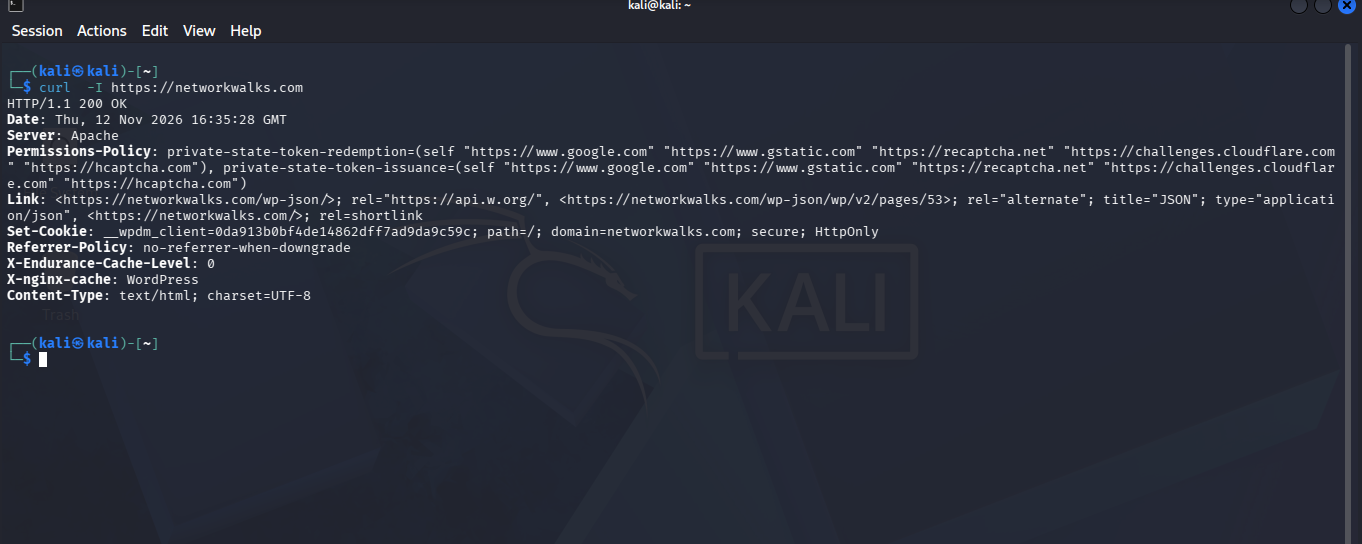 kali@kali: ~
Session Actions Edit View Help
┌──(kali㉿kali)-[~]
└─$ curl  -I https://networkwalks.com
HTTP/1.1 200 OK
Date: Thu, 12 Nov 2026 16:35:28 GMT
Server: Apache
Permissions-Policy: private-state-token-redemption=(self "https://www.google.com" "https://www.gstatic.com" "https://recaptcha.net" "https://challenges.cloudflare.com
" "https://hcaptcha.com"), private-state-token-issuance=(self "https://www.google.com" "https://www.gstatic.com" "https://recaptcha.net" "https://challenges.cloudflar
e.com" "https://hcaptcha.com")
Link: <https://networkwalks.com/wp-json/>; rel="https://api.w.org/", <https://networkwalks.com/wp-json/wp/v2/pages/53>; rel="alternate"; title="JSON"; type="applicati
on/json", <https://networkwalks.com/>; rel=shortlink
Set-Cookie: __wpdm_client=0da913b0bf4de14862dff7ad9da9c59c; path=/; domain=networkwalks.com; secure; HttpOnly
Referrer-Policy: no-referrer-when-downgrade
X-Endurance-Cache-Level: 0
X-nginx-cache: WordPress
Content-Type: text/html; charset=UTF-8
Trash
KALI
┌──(kali㉿kali)-[~]
└─$